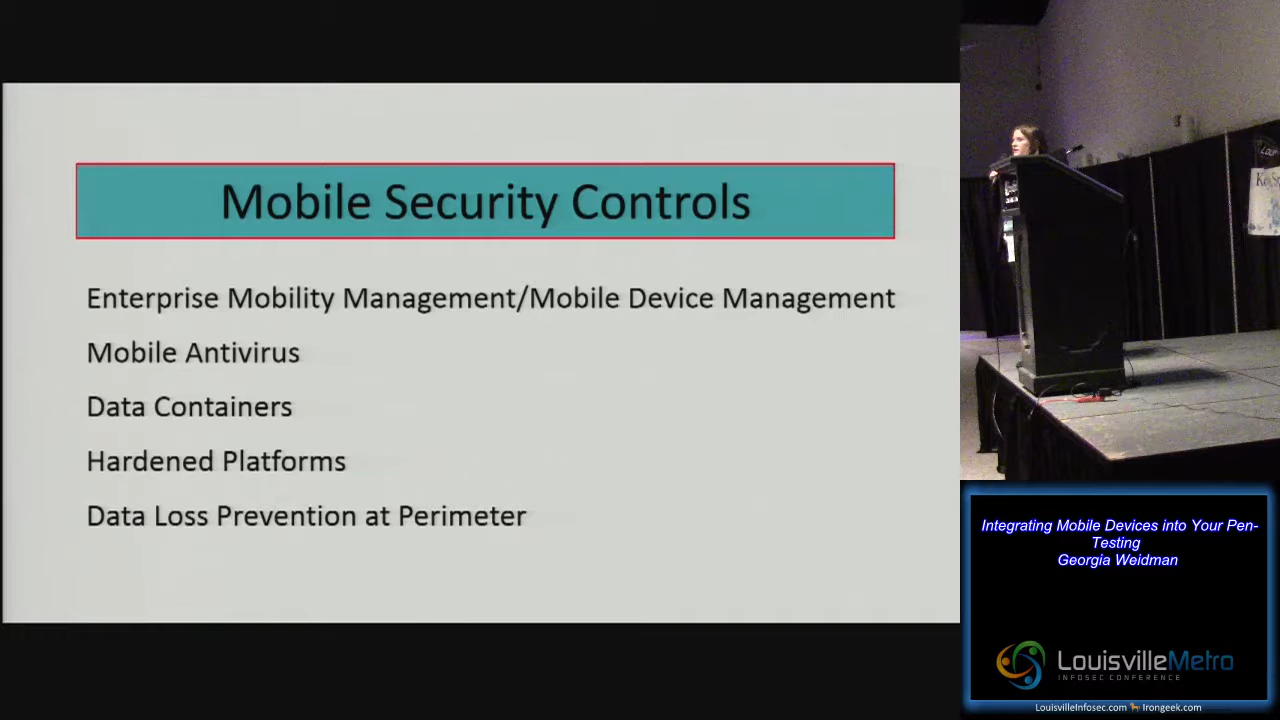 Mobile Security Controls
Enterprise Mobility Management/Mobile Device Management
Mobile Antivirus
Data Containers
Hardened Platforms
Data Loss Prevention at Perimeter
Integrating Mobile Devices into Your Pen-
Testing
Georgia Weidman
LouisvilleMetro
INFOSEC CONFERENCE
LouisvilleInfosec.com Irongeek.com